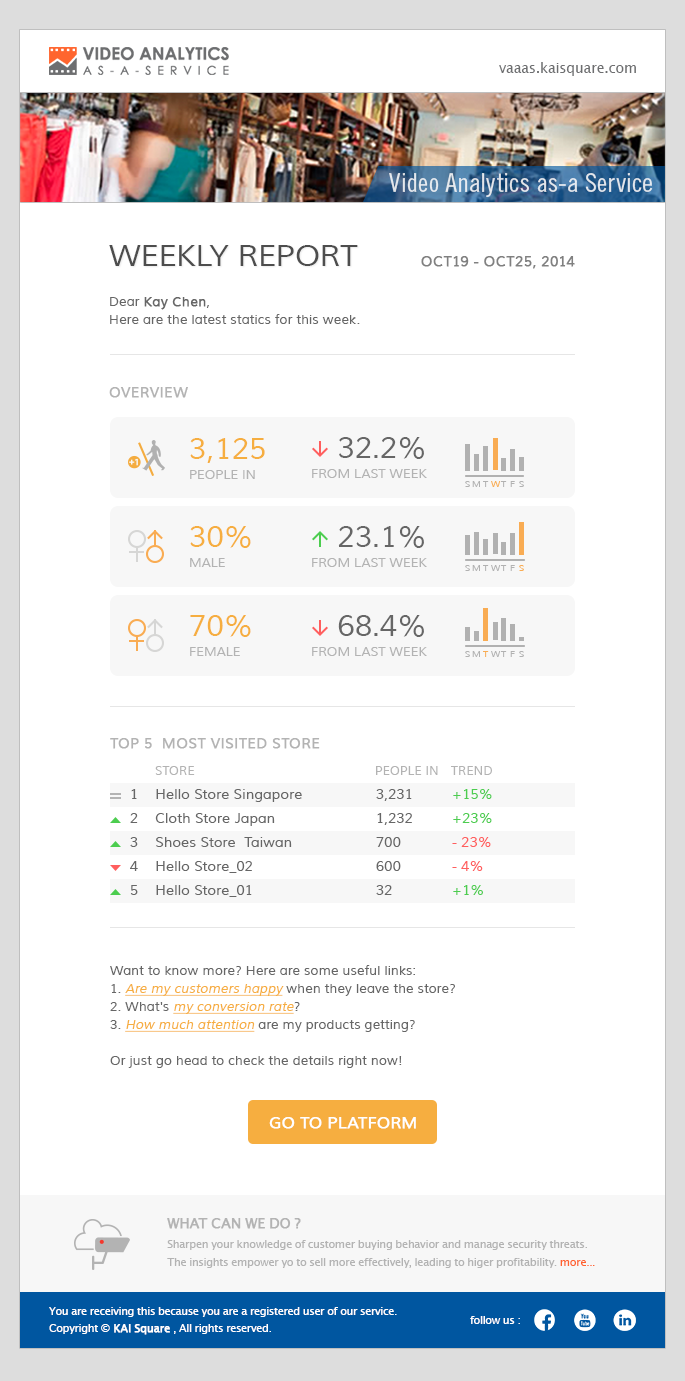 VIDEO ANALYTICS
AS-A-SERVICE
vaaas.kaisquare.com
Video Analytics as-a Service
WEEKLY REPORT
OCT19 - OCT25, 2014
Dear Kay Chen,
Here are the latest statics for this week.
OVERVIEW
+1
3,125
PEOPLE IN
32.2%
FROM LAST WEEK
S M T W T F S
30%
MALE
23.1%
FROM LAST WEEK
S M T W T F S
70%
FEMALE
68.4%
FROM LAST WEEK
S M T W T F S
TOP 5 MOST VISITED STORE
STORE PEOPLE IN TREND
1 Hello Store Singapore 3,231 +15%
2 Cloth Store Japan 1,232 +23%
3 Shoes Store Taiwan 700 - 23%
4 Hello Store_02 600 - 4%
5 Hello Store_01 32 +1%
Want to know more? Here are some useful links:
1. Are my customers happy when they leave the store?
2. What's my conversion rate?
3. How much attention are my products getting?
Or just go head to check the details right now!
GO TO PLATFORM
WHAT CAN WE DO ?
Sharpen your knowledge of customer buying behavior and manage security threats.
The insights empower yo to sell more effectively, leading to higer profitability. more...
You are receiving this because you are a registered user of our service.
Copyright © KAI Square , All rights reserved.
follow us :
f
You
Tube
in